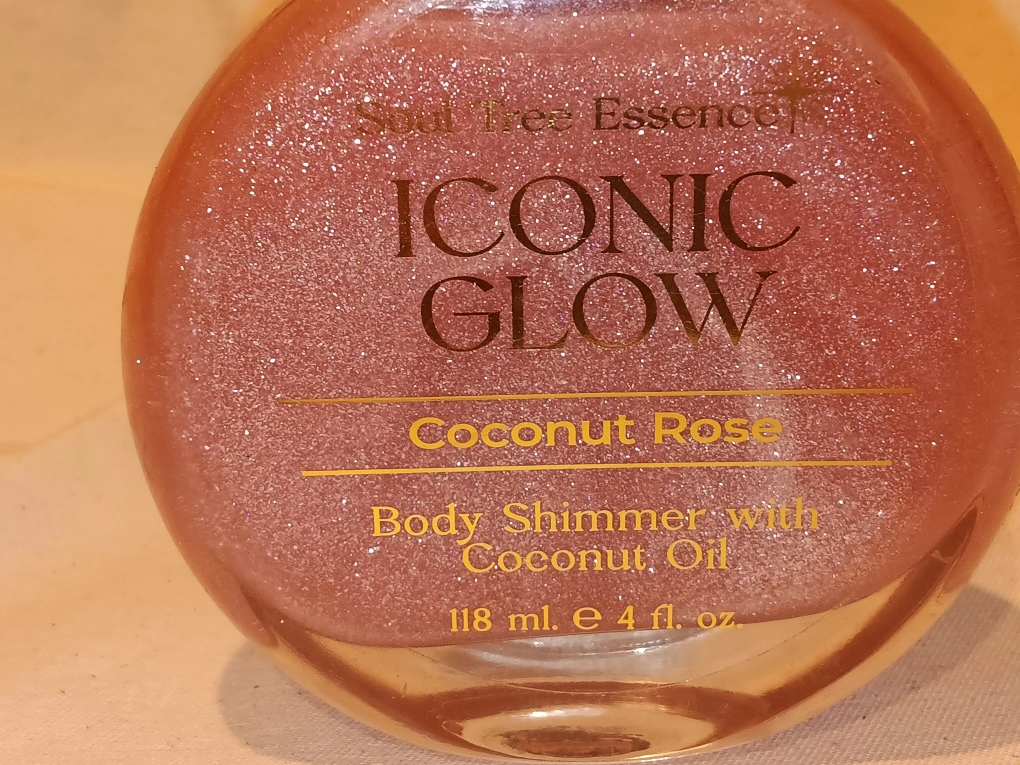 Soul Tree Essence
ICONIC
GLOW
Coconut Rose
Body Shimmer with
Coconut Oil
118 ml. ℮ 4 fl. oz.